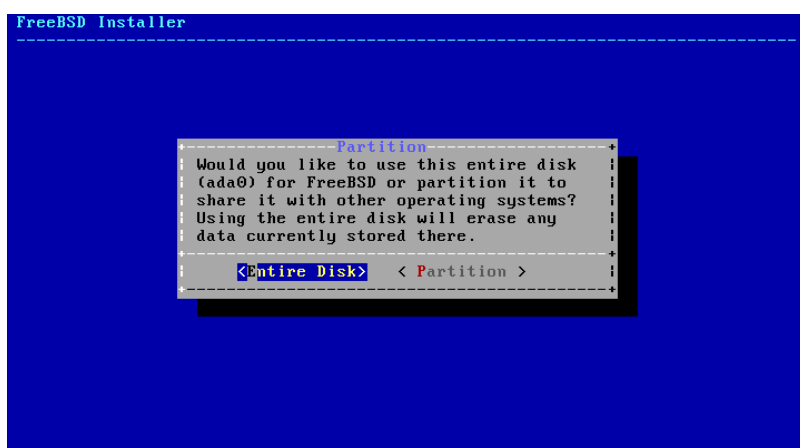 FreeBSD Installer
Partition
Would you like to use this entire disk
(ada0) for FreeBSD or partition it to
share it with other operating systems?
Using the entire disk will erase any
data currently stored there.
<Entire Disk> < Partition >